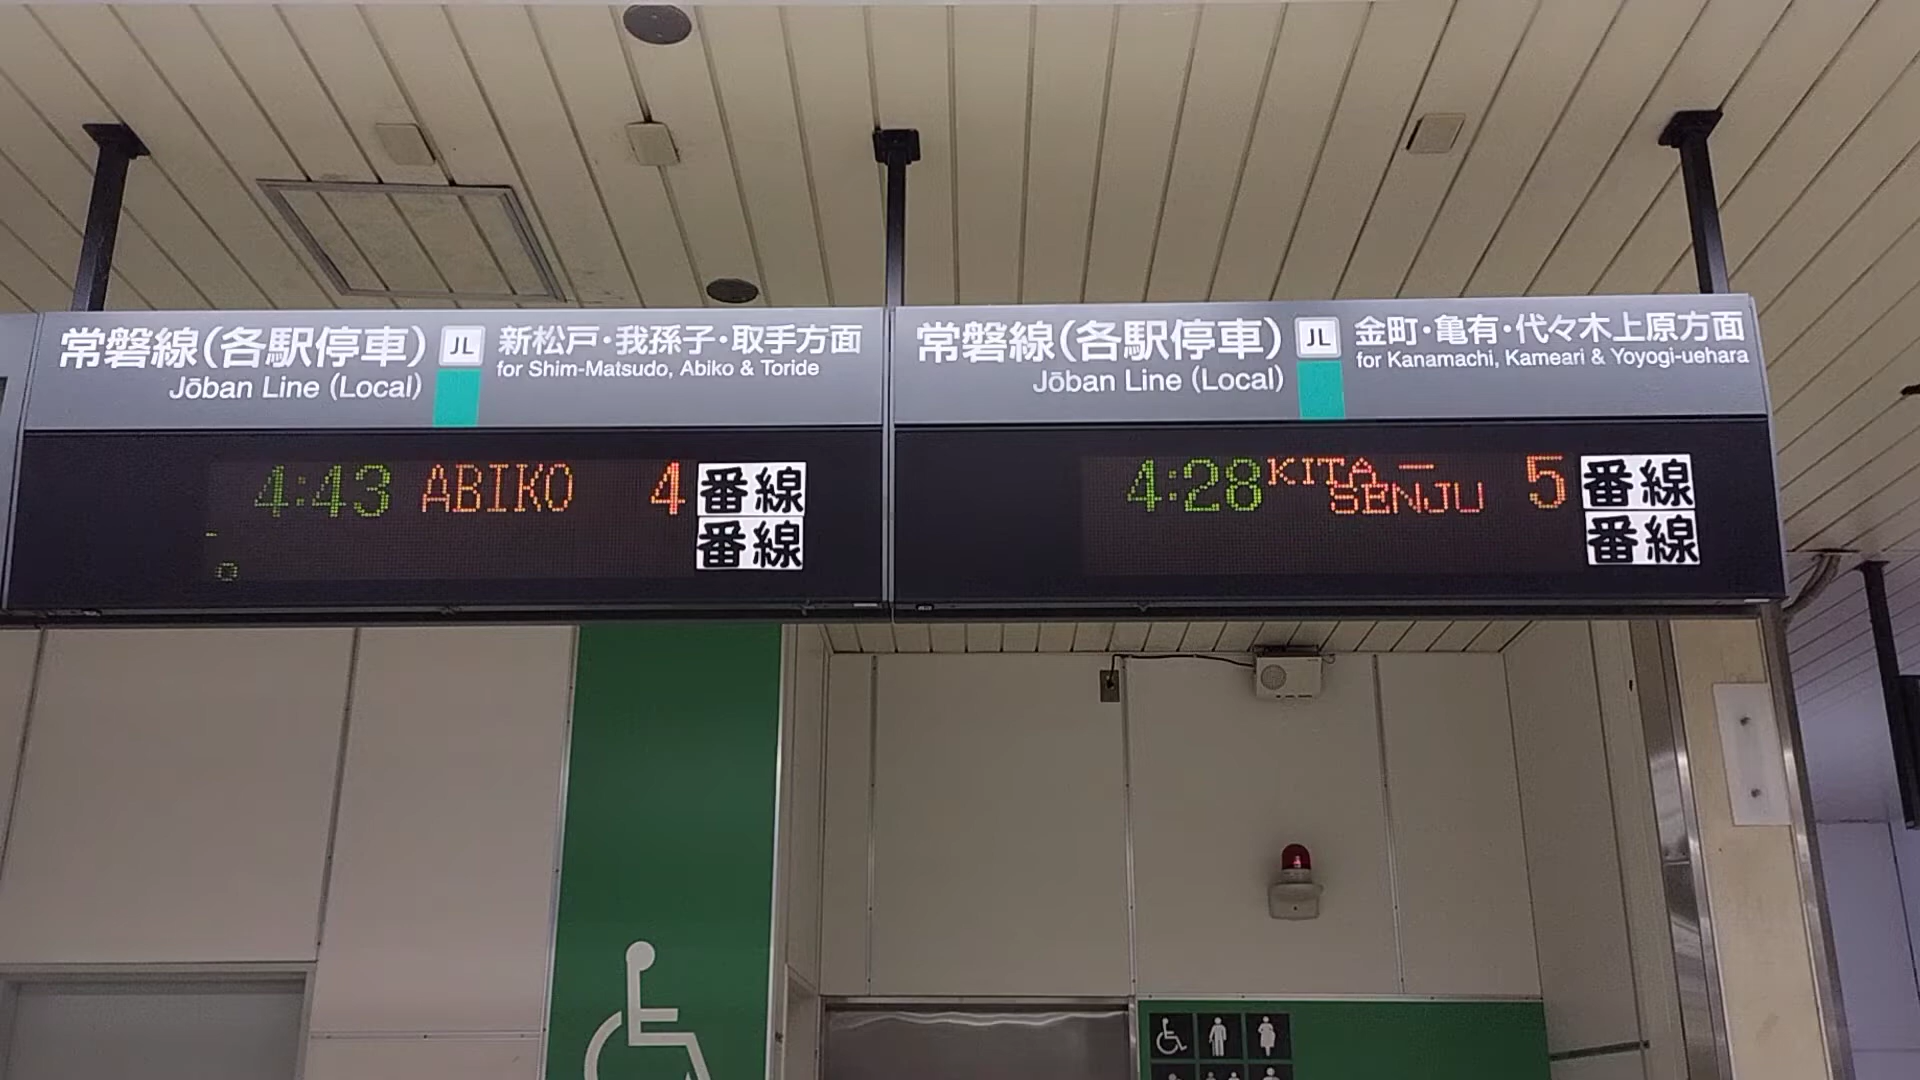 常磐線(各駅停車) JL 新松戸・我孫子・取手方面
Jōban Line (Local) for Shim-Matsudo, Abiko & Toride
4:43 ABIKO 4 番線
番線
常磐線(各駅停車) JL 金町・亀有・代々木上原方面
Jōban Line (Local) for Kanamachi, Kameari & Yoyogi-uehara
4:28 KITA-SENJU 5 番線
番線